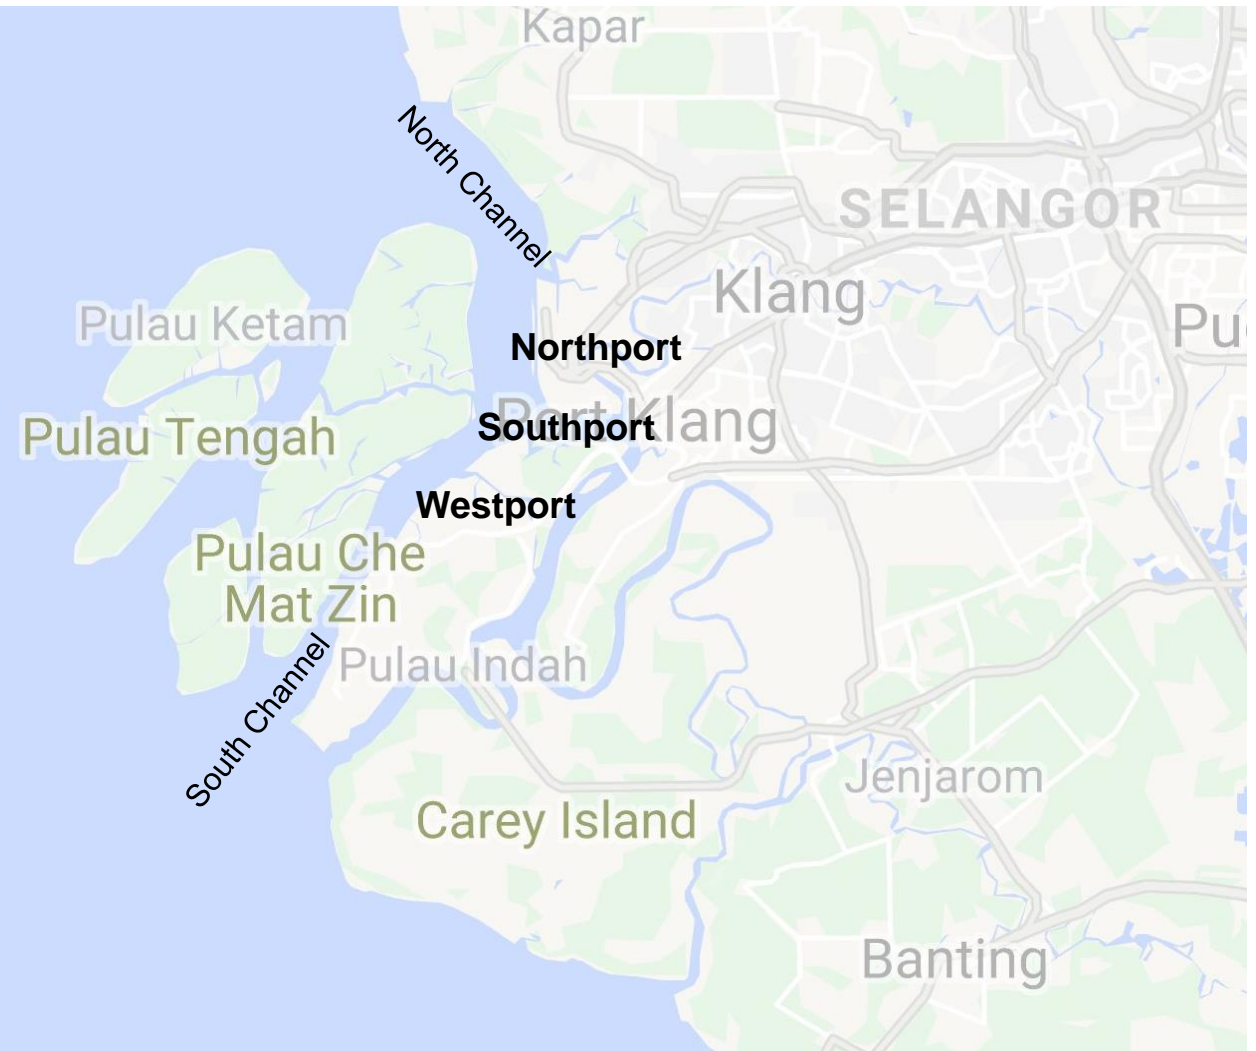 Kapar
North Channel
SELANGOR
Klang
Pulau Ketam
Northport
Port Klang
Southport
Pulau Tengah
Westport
Pulau Che
Mat Zin
Pulau Indah
South Channel
Jenjarom
Carey Island
Banting